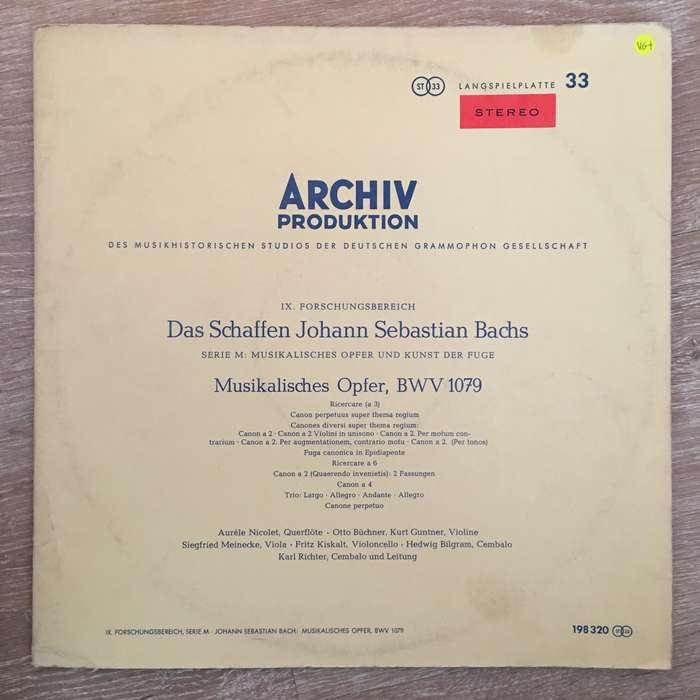 VG+
ST 33 LANGSPIELPLATTE 33
STEREO
ARCHIV
PRODUKTION
DES MUSIKHISTORISCHEN STUDIOS DER DEUTSCHEN GRAMMOPHON GESELLSCHAFT
IX. FORSCHUNGSBEREICH
Das Schaffen Johann Sebastian Bachs
SERIE M: MUSIKALISCHES OPFER UND KUNST DER FUGE
Musikalisches Opfer, BWV 1079
Ricercare (a 3)
Canon perpetuus super thema regium
Canones diversi super thema regium:
Canon a 2 · Canon a 2 Violini in unisono · Canon a 2. Per motum con-
trarium · Canon a 2. Per augmentationem, contrario motu · Canon a 2. (Per tonos)
Fuga canonica in Epidiapente
Ricercare a 6
Canon a 2 (Quaerendo invenietis): 2 Fassungen
Canon a 4
Trio: Largo · Allegro · Andante · Allegro
Canone perpetuo
Aurèle Nicolet, Querflöte · Otto Büchner, Kurt Guntner, Violine
Siegfried Meinecke, Viola · Fritz Kiskalt, Violoncello · Hedwig Bilgram, Cembalo
Karl Richter, Cembalo und Leitung
IX. FORSCHUNGSBEREICH, SERIE M · JOHANN SEBASTIAN BACH: MUSIKALISCHES OPFER, BWV 1079
198 320 ST 33